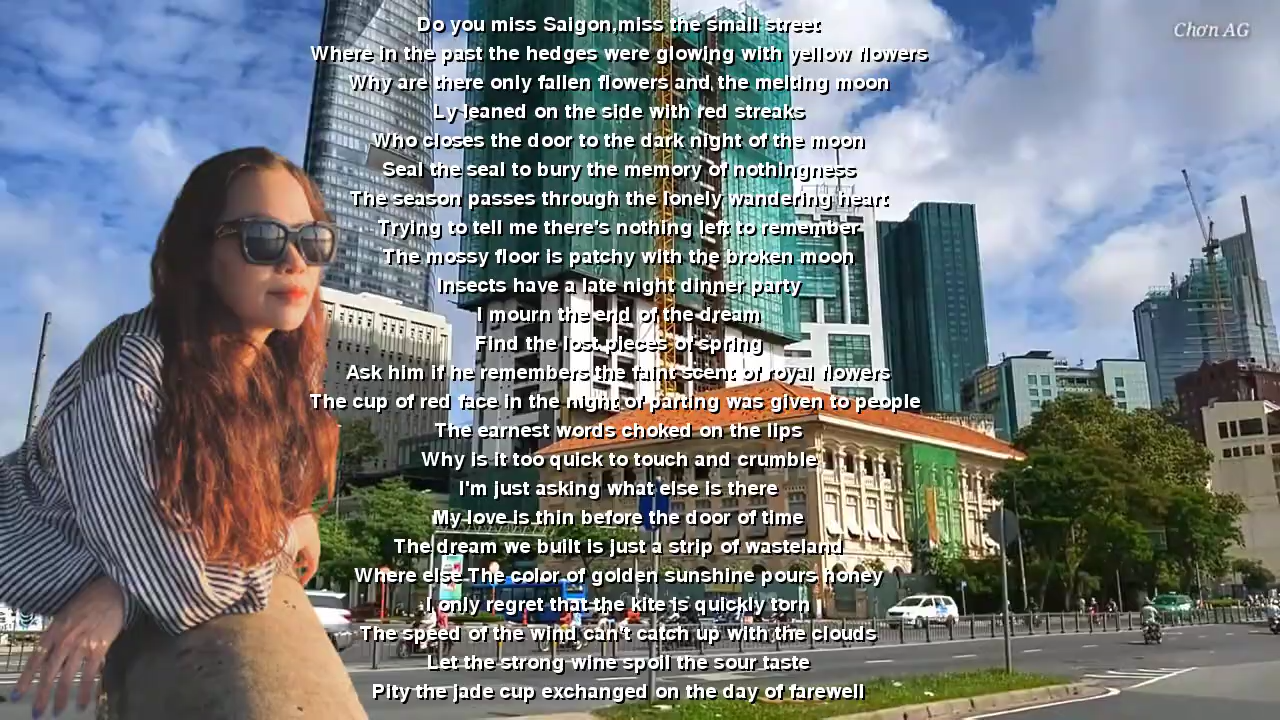 Chơn AG
Do you miss Saigon,miss the small street
Where in the past the hedges were glowing with yellow flowers
Why are there only fallen flowers and the melting moon
Ly leaned on the side with red streaks
Who closes the door to the dark night of the moon
Seal the seal to bury the memory of nothingness
The season passes through the lonely wandering heart
Trying to tell me there's nothing left to remember
The mossy floor is patchy with the broken moon
Insects have a late night dinner party
I mourn the end of the dream
Find the lost pieces of spring
Ask him if he remembers the faint scent of royal flowers
The cup of red face in the night of parting was given to people
The earnest words choked on the lips
Why is it too quick to touch and crumble
I'm just asking what else is there
My love is thin before the door of time
The dream we built is just a strip of wasteland
Where else The color of golden sunshine pours honey
I only regret that the kite is quickly torn
The speed of the wind can't catch up with the clouds
Let the strong wine spoil the sour taste
Pity the jade cup exchanged on the day of farewell